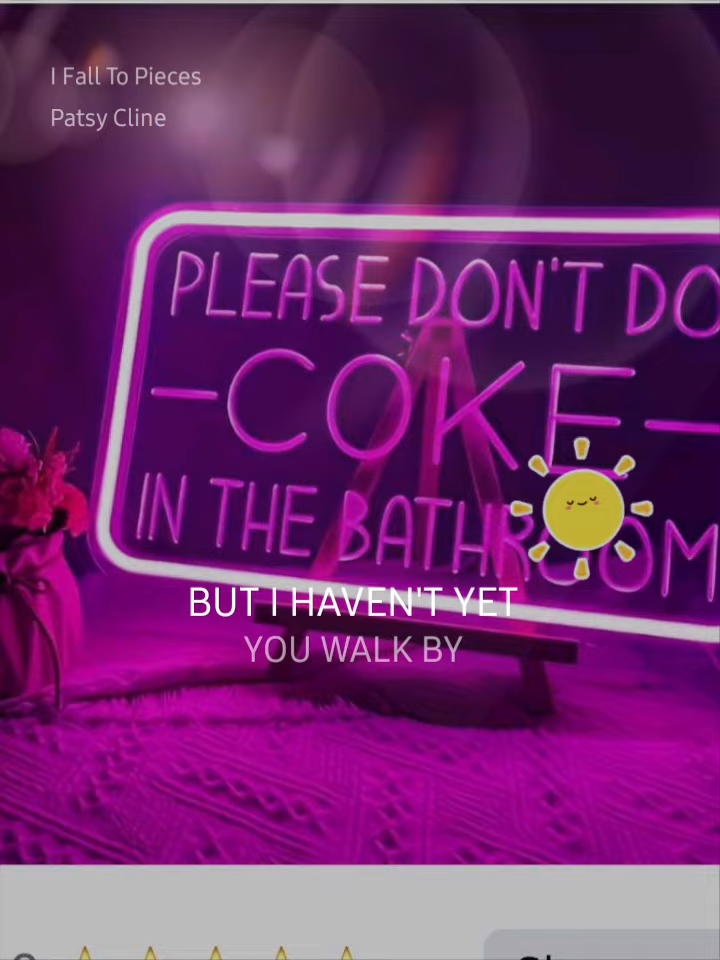 I Fall To Pieces
Patsy Cline
PLEASE DON'T DO
-COKE-
IN THE BATHROOM
BUT I HAVEN'T YET
YOU WALK BY